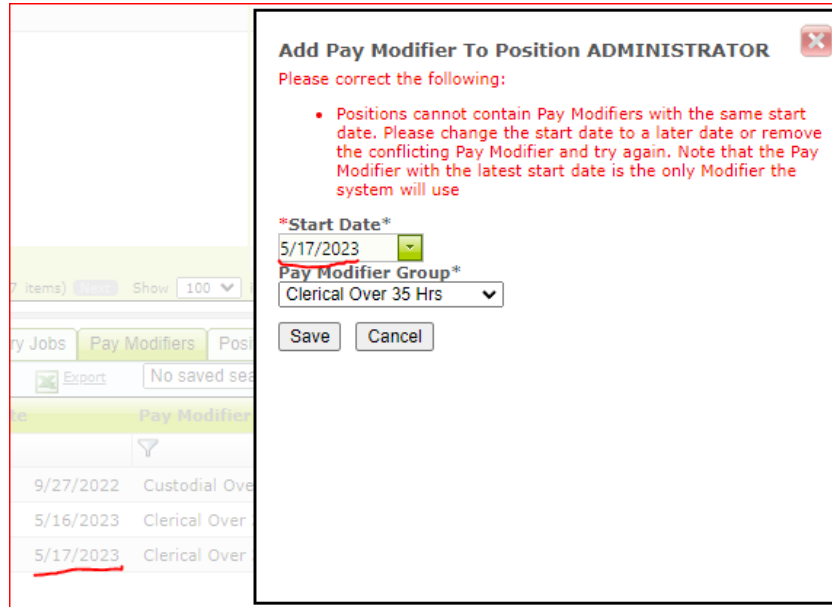 Add Pay Modifier To Position ADMINISTRATOR
Please correct the following:
Positions cannot contain Pay Modifiers with the same start
date. Please change the start date to a later date or remove
the conflicting Pay Modifier and try again. Note that the Pay
Modifier with the latest start date is the only Modifier the
system will use
*Start Date*
5/17/2023
Pay Modifier Group*
Clerical Over 35 Hrs
Save Cancel
7 items) Next Show 100
ry Jobs Pay Modifiers Posi
Export No saved sea
te Pay Modifier
9/27/2022 Custodial Ove
5/16/2023 Clerical Over
5/17/2023 Clerical Over